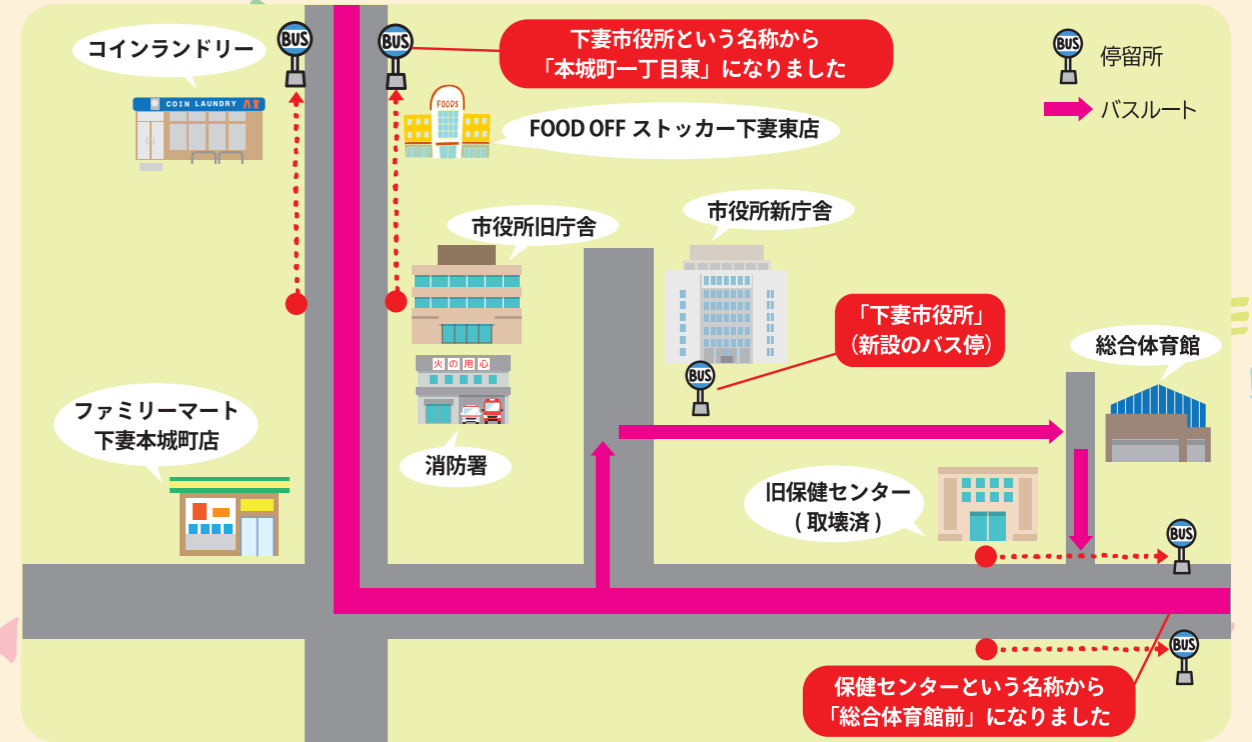 コインランドリー
BUS
BUS
下妻市役所という名称から
「本城町一丁目東」になりました
BUS
停留所
バスルート
COIN LAUNDRY
FOODS
FOOD OFF ストッカー下妻東店
市役所旧庁舎
市役所新庁舎
「下妻市役所」
（新設のバス停）
総合体育館
火の用心
BUS
ファミリーマート
下妻本城町店
消防署
旧保健センター
( 取壊済 )
BUS
BUS
保健センターという名称から
「総合体育館前」になりました